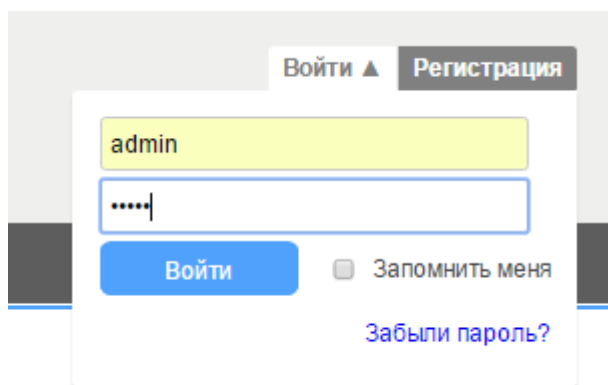 Войти ▲ Регистрация
admin
•••••
Войти Запомнить меня
Забыли пароль?